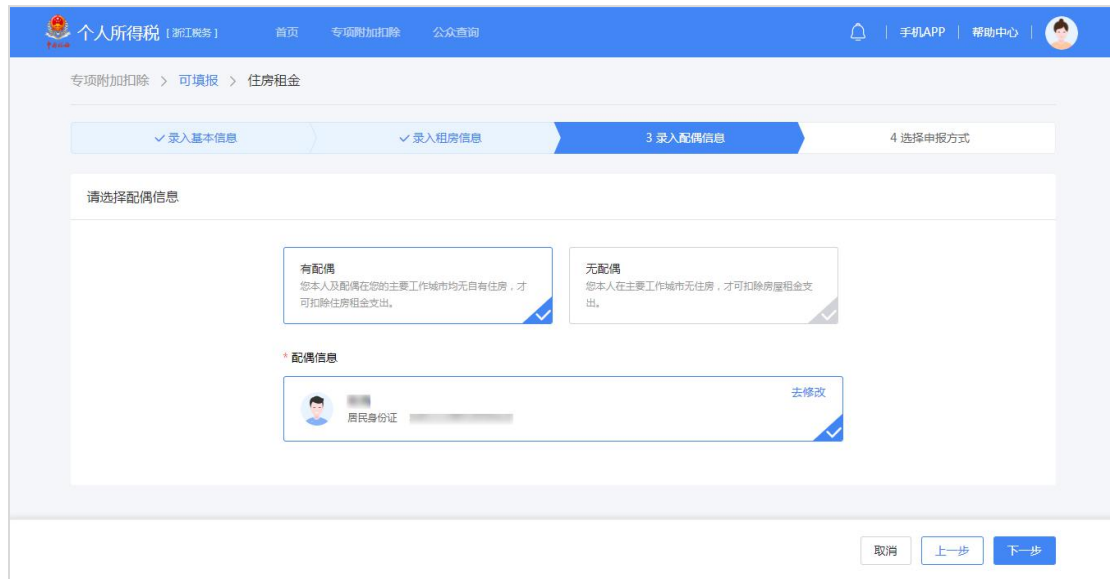 个人所得税 [ 浙江税务 ] 首页 专项附加扣除 公众查询 手机APP 帮助中心
专项附加扣除 > 可填报 > 住房租金
录入基本信息 录入租房信息 3 录入配偶信息 4 选择申报方式
请选择配偶信息
有配偶 无配偶
您本人及配偶在您的主要工作城市均无自有住房，才 您本人在主要工作城市无住房，才可扣除房屋租金支
可扣除住房租金支出。 出。
* 配偶信息
去修改
居民身份证
取消 上一步 下一步